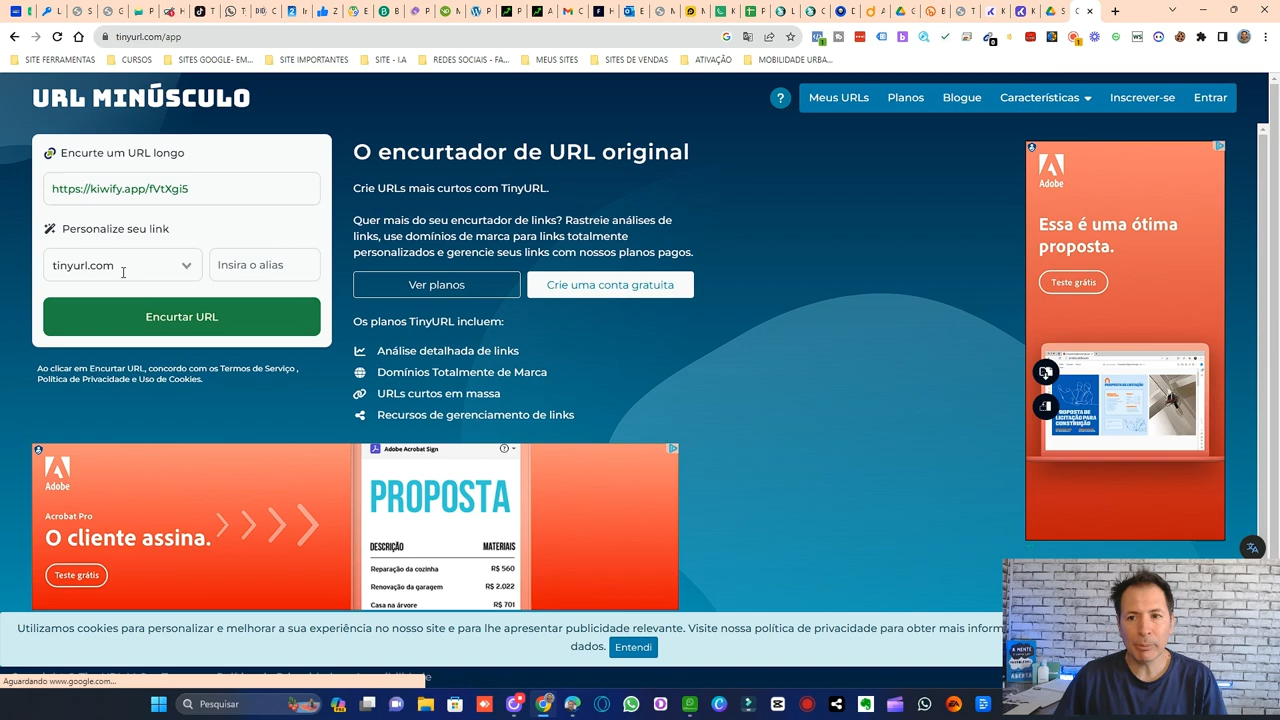 tinyurl.com/app
SITE FERRAMENTAS
CURSOS
SITES GOOGLE- EM...
SITE IMPORTANTES
SITE - I.A
REDES SOCIAIS - FA...
MEUS SITES
SITES DE VENDAS
ATIVAÇÃO
MOBILIDADE URBA...
URL MINÚSCULO
?
Meus URLs
Planos
Blogue
Características
Inscrever-se
Entrar
Encurte um URL longo
https://kiwify.app/fVtXgi5
Personalize seu link
tinyurl.com
Insira o alias
Encurtar URL
Ao clicar em Encurtar URL, concordo com os Termos de Serviço ,
Política de Privacidade e Uso de Cookies.
O encurtador de URL original
Crie URLs mais curtos com TinyURL.
Quer mais do seu encurtador de links? Rastreie análises de
links, use domínios de marca para links totalmente
personalizados e gerencie seus links com nossos planos pagos.
Ver planos
Crie uma conta gratuita
Os planos TinyURL incluem:
Análise detalhada de links
Domínios Totalmente de Marca
URLs curtos em massa
Recursos de gerenciamento de links
Adobe
Essa é uma ótima
proposta.
Teste grátis
PROPOSTA DE
LICITAÇÃO PARA
CONSTRUÇÃO
Adobe
Acrobat Pro
O cliente assina.
Teste grátis
Adobe Acrobat Sign
PROPOSTA
DESCRIÇÃO
MATERIAIS
Reparação da cozinha
R$ 560
Renovação da garagem
R$ 2.022
Casa na árvore
R$ 701
Utilizamos cookies para personalizar e melhorar a sua experiência no nosso site e para lhe apresentar publicidade relevante. Visite nossa política de privacidade para obter mais inform
dados.
Entendi
Aguardando www.google.com...
Pesquisar
A MENTE